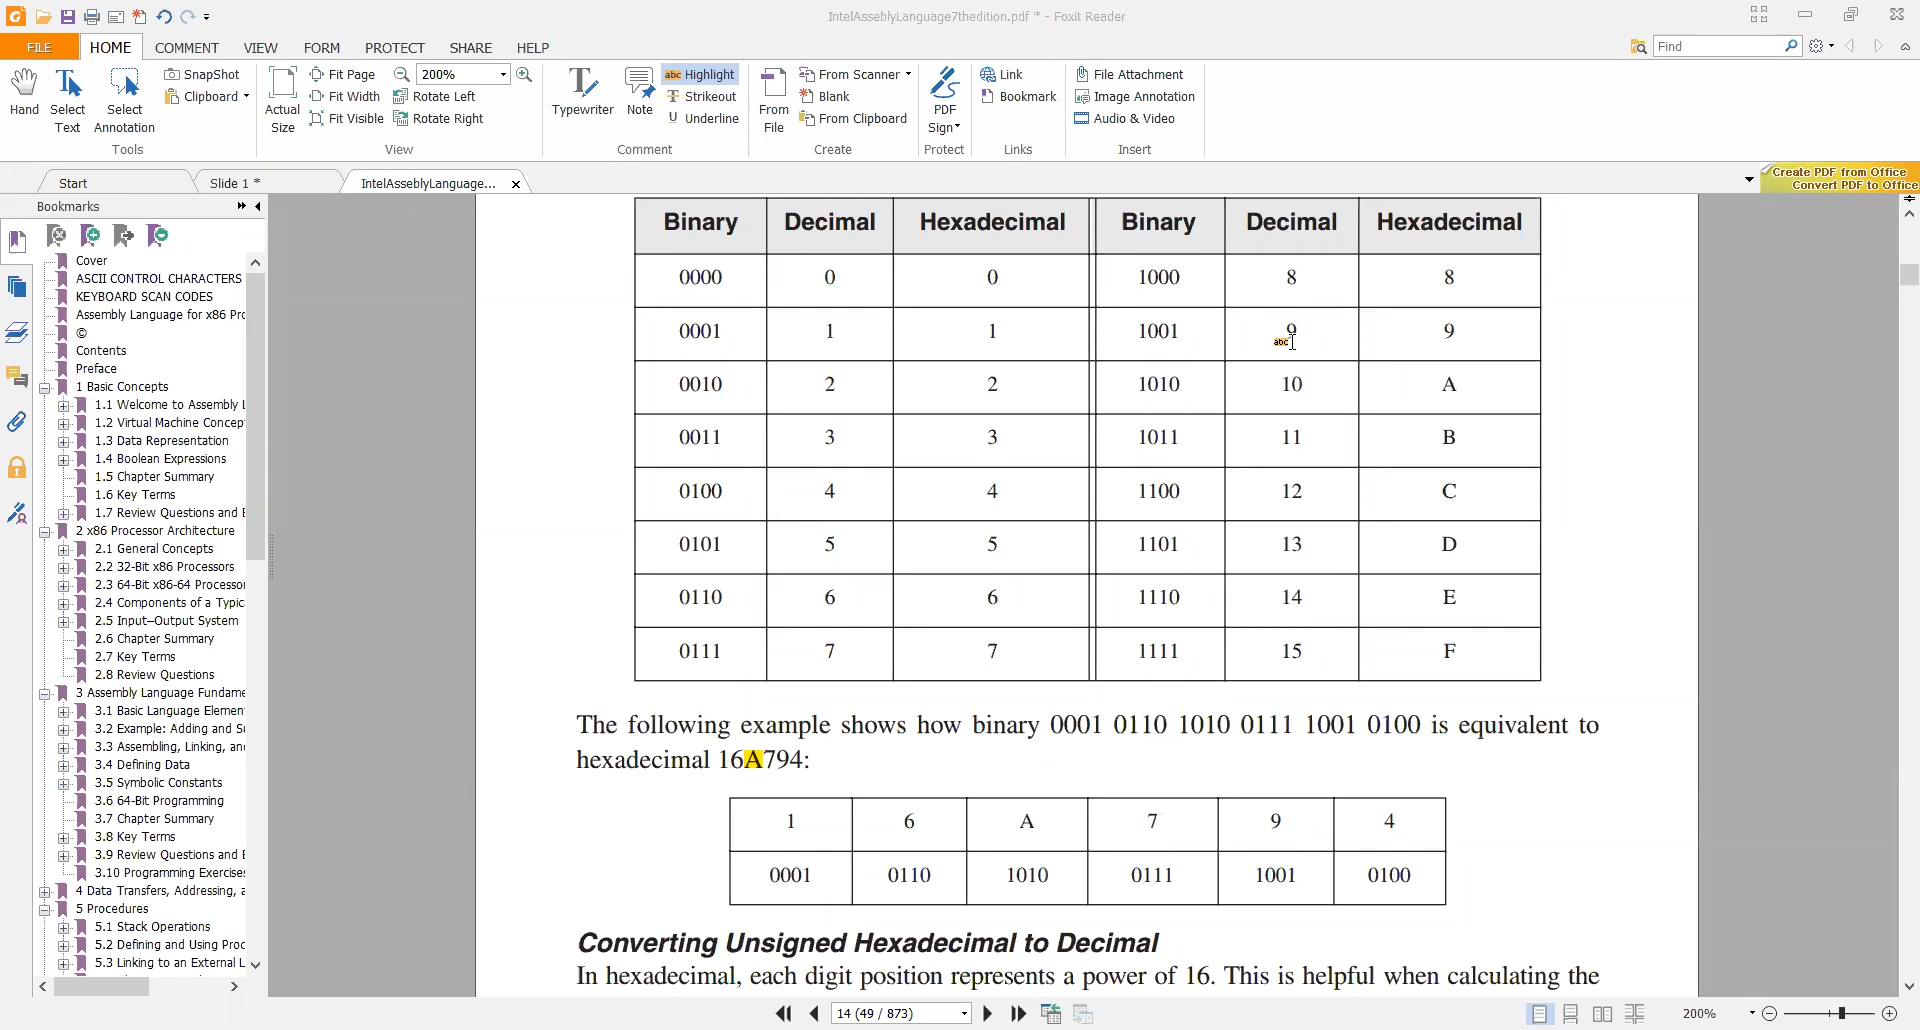 IntelAsseblyLanguage7thedition.pdf * - Foxit Reader
FILE HOME COMMENT VIEW FORM PROTECT SHARE HELP
Find
Hand
Select Text
Select Annotation
SnapShot
Clipboard
Tools
Actual Size
Fit Page
Fit Width
Fit Visible
200%
Rotate Left
Rotate Right
View
Typewriter
Note
abc Highlight
Strikeout
U Underline
Comment
From File
From Scanner
Blank
From Clipboard
Create
PDF Sign
Protect
Link
Bookmark
Links
File Attachment
Image Annotation
Audio & Video
Insert
Start
Slide 1 *
IntelAsseblyLanguage...
Create PDF from Office
Convert PDF to Office
Bookmarks
Cover
ASCII CONTROL CHARACTERS
KEYBOARD SCAN CODES
Assembly Language for x86 Prc
©
Contents
Preface
1 Basic Concepts
1.1 Welcome to Assembly L
1.2 Virtual Machine Concep
1.3 Data Representation
1.4 Boolean Expressions
1.5 Chapter Summary
1.6 Key Terms
1.7 Review Questions and E
2 x86 Processor Architecture
2.1 General Concepts
2.2 32-Bit x86 Processors
2.3 64-Bit x86-64 Processor
2.4 Components of a Typic
2.5 Input–Output System
2.6 Chapter Summary
2.7 Key Terms
2.8 Review Questions
3 Assembly Language Fundame
3.1 Basic Language Elemen
3.2 Example: Adding and Su
3.3 Assembling, Linking, and
3.4 Defining Data
3.5 Symbolic Constants
3.6 64-Bit Programming
3.7 Chapter Summary
3.8 Key Terms
3.9 Review Questions and E
3.10 Programming Exercises
4 Data Transfers, Addressing, a
5 Procedures
5.1 Stack Operations
5.2 Defining and Using Proc
5.3 Linking to an External L
Binary Decimal Hexadecimal Binary Decimal Hexadecimal
0000 0 0 1000 8 8
0001 1 1 1001 9 9
abc
0010 2 2 1010 10 A
0011 3 3 1011 11 B
0100 4 4 1100 12 C
0101 5 5 1101 13 D
0110 6 6 1110 14 E
0111 7 7 1111 15 F
The following example shows how binary 0001 0110 1010 0111 1001 0100 is equivalent to
hexadecimal 16A794:
1 6 A 7 9 4
0001 0110 1010 0111 1001 0100
Converting Unsigned Hexadecimal to Decimal
In hexadecimal, each digit position represents a power of 16. This is helpful when calculating the
14 (49 / 873)
200%